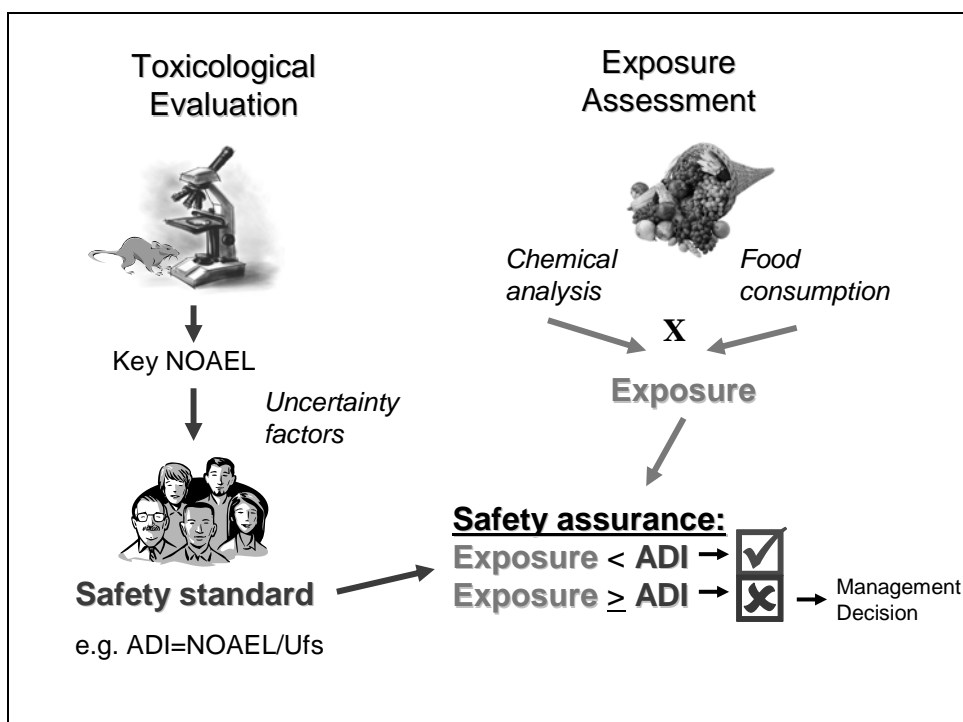 Toxicological
Evaluation
Key NOAEL
Uncertainty
factors
Safety standard
e.g. ADI=NOAEL/Ufs
Exposure
Assessment
Chemical
analysis
Food
consumption
X
Exposure
Safety assurance:
Exposure < ADI
Exposure ≥ ADI
Management
Decision